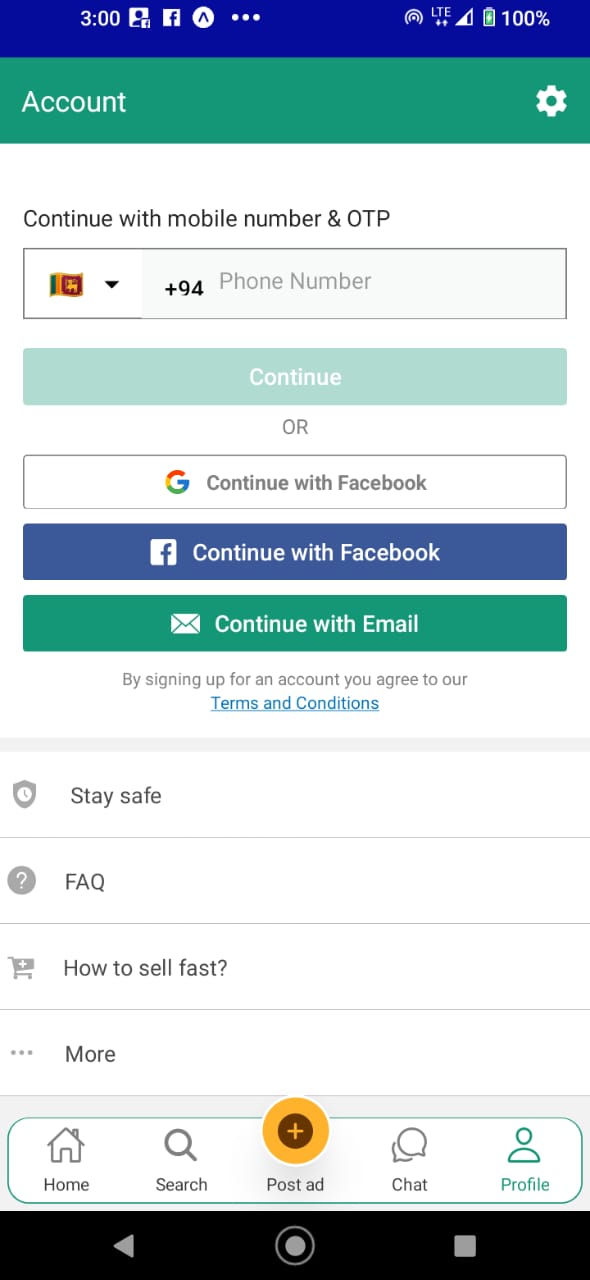 3:00
LTE
100%
Account
Continue with mobile number & OTP
+94 Phone Number
Continue
OR
Continue with Facebook
Continue with Facebook
Continue with Email
By signing up for an account you agree to our
Terms and Conditions
Stay safe
FAQ
How to sell fast?
More
Home Search Post ad Chat Profile